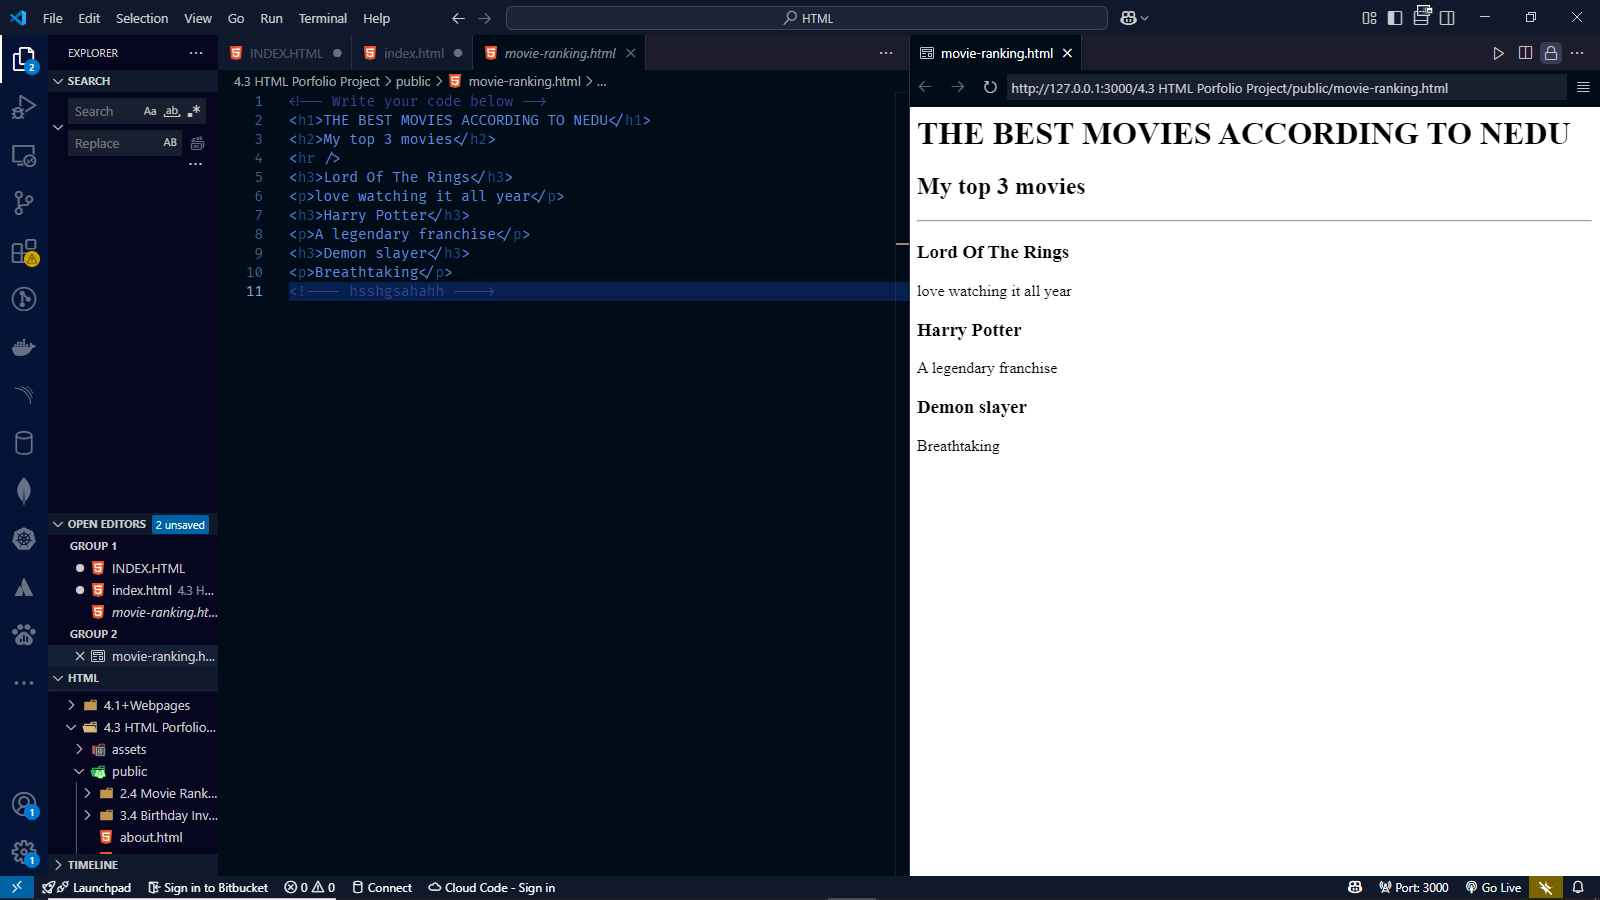 File Edit Selection View Go Run Terminal Help
HTML
EXPLORER
SEARCH
Search Aa ab .*
Replace AB
OPEN EDITORS 2 unsaved
GROUP 1
INDEX.HTML
index.html 4.3 H...
movie-ranking.ht...
GROUP 2
movie-ranking.h...
HTML
4.1+Webpages
4.3 HTML Porfolio...
assets
public
2.4 Movie Rank...
3.4 Birthday Inv...
about.html
TIMELINE
INDEX.HTML index.html movie-ranking.html
4.3 HTML Porfolio Project > public > movie-ranking.html > ...
1 <!-- Write your code below -->
2 <h1>THE BEST MOVIES ACCORDING TO NEDU</h1>
3 <h2>My top 3 movies</h2>
4 <hr />
5 <h3>Lord Of The Rings</h3>
6 <p>love watching it all year</p>
7 <h3>Harry Potter</h3>
8 <p>A legendary franchise</p>
9 <h3>Demon slayer</h3>
10 <p>Breathtaking</p>
11 <!---- hsshgsahahh ---->
movie-ranking.html
http://127.0.0.1:3000/4.3 HTML Porfolio Project/public/movie-ranking.html
THE BEST MOVIES ACCORDING TO NEDU
My top 3 movies
Lord Of The Rings
love watching it all year
Harry Potter
A legendary franchise
Demon slayer
Breathtaking
2
1
1
Launchpad Sign in to Bitbucket 0 0 Connect Cloud Code - Sign in Port: 3000 Go Live